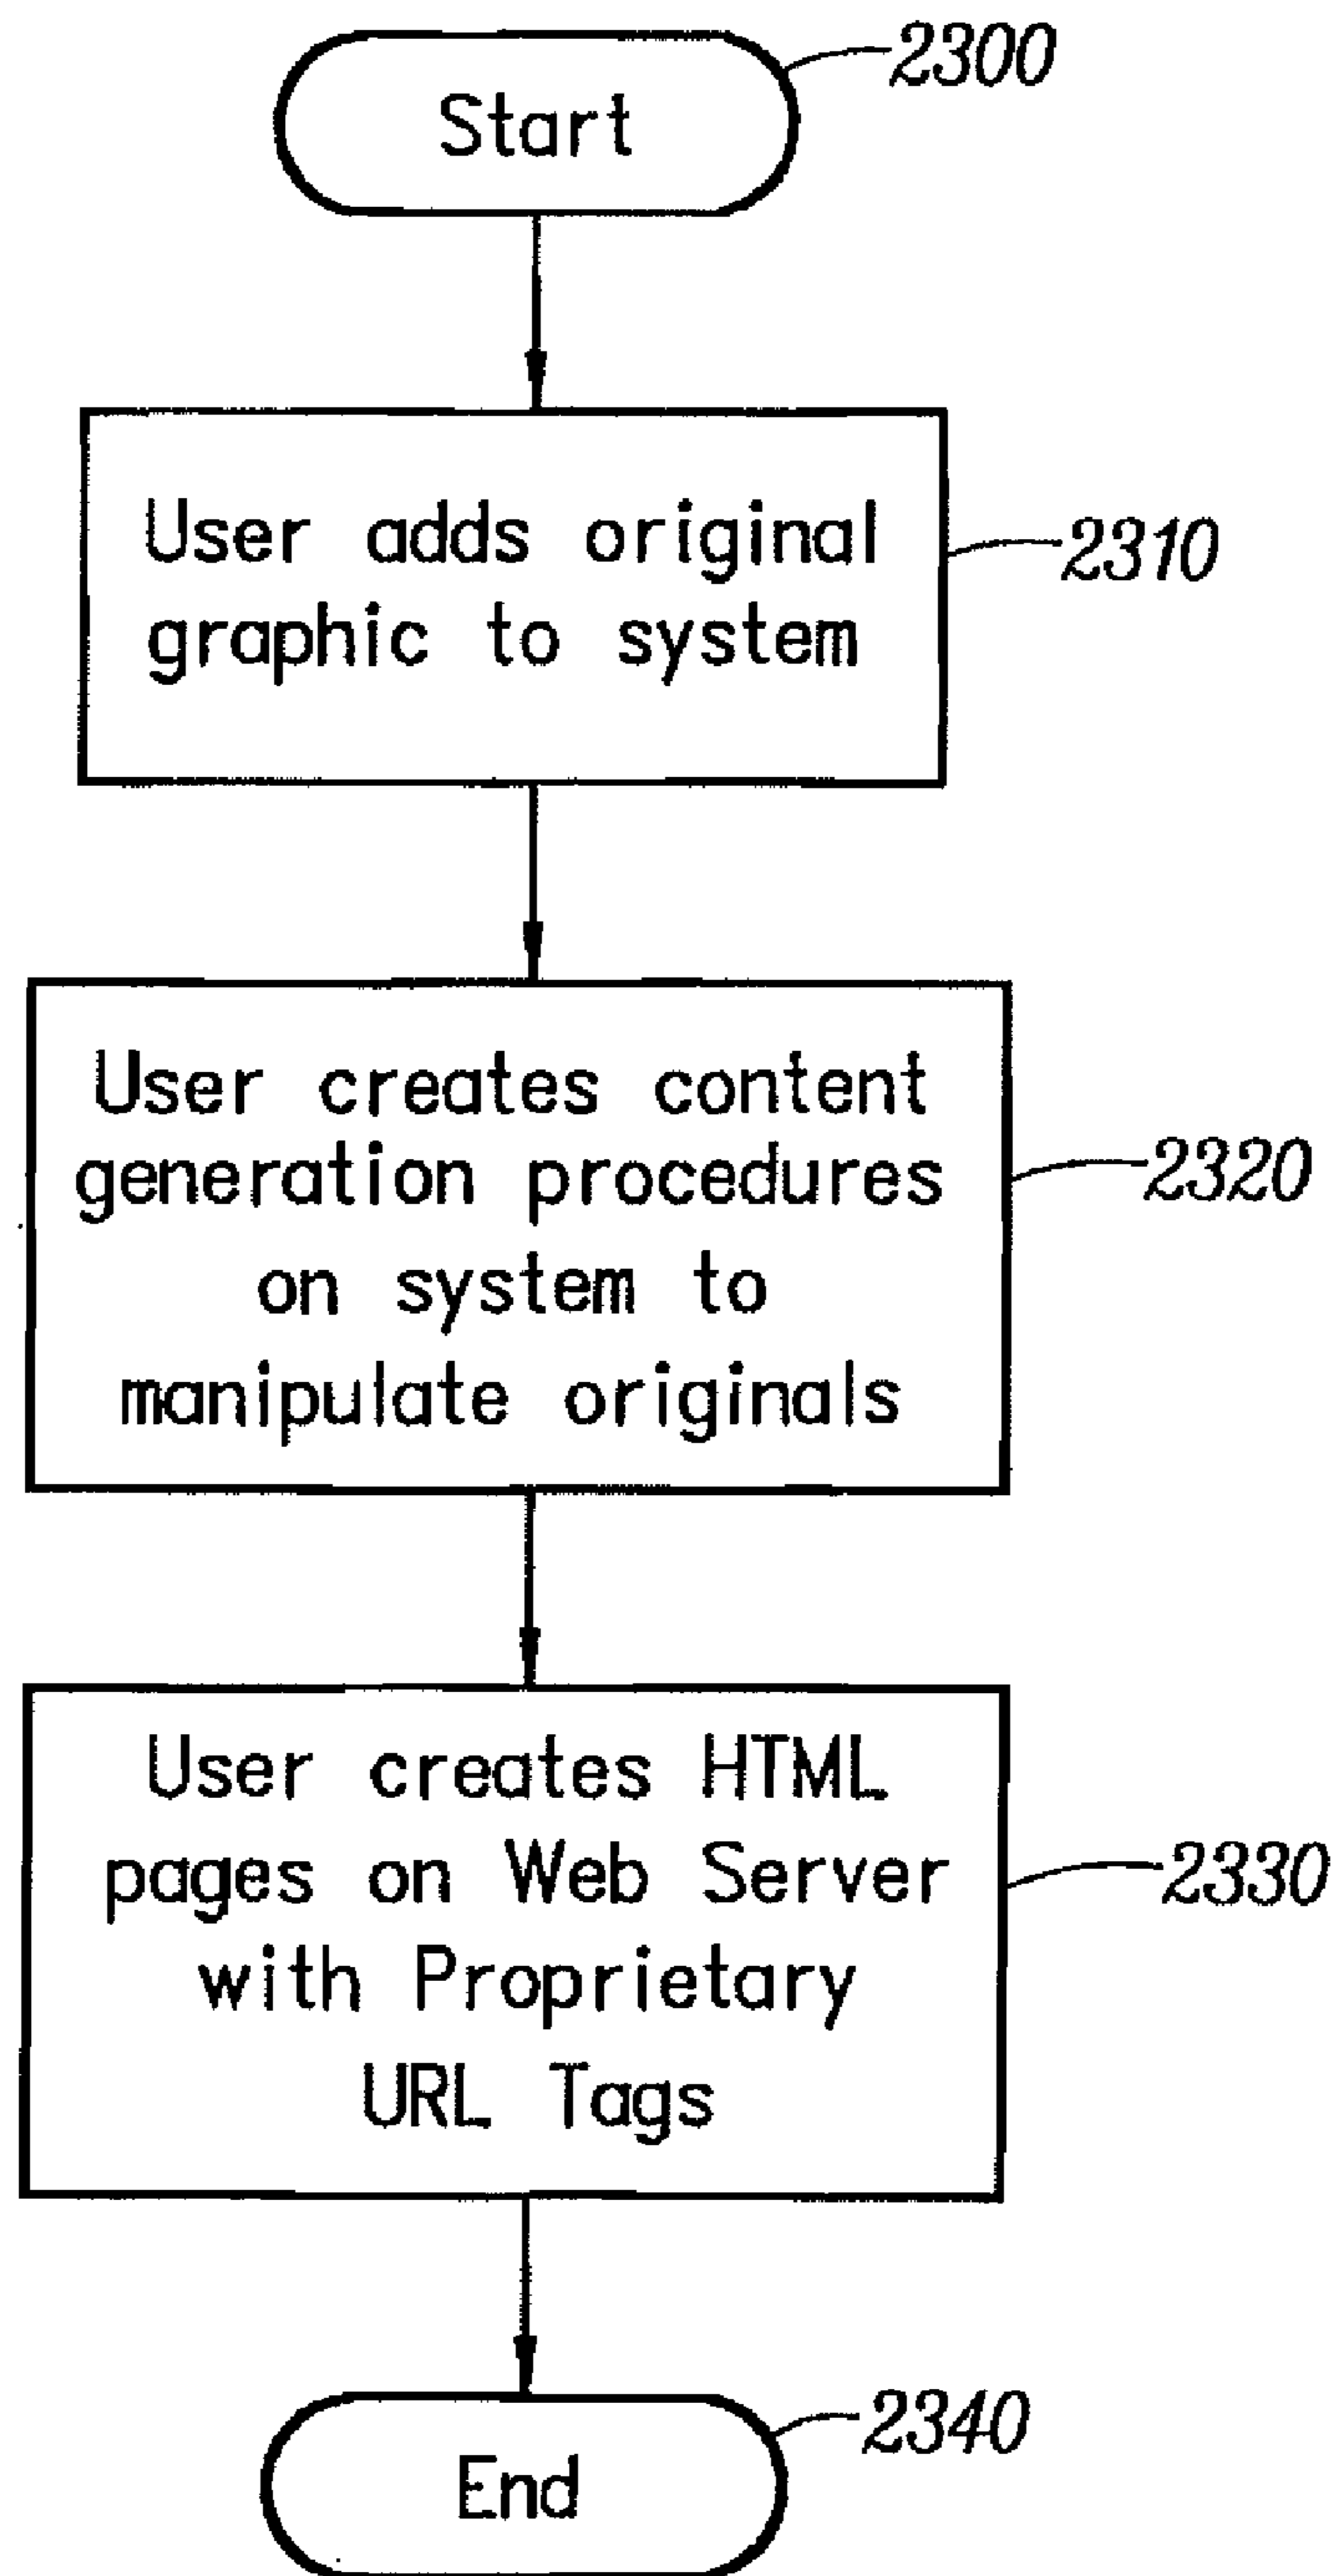 2300
Start
User adds original
graphic to system
2310
User creates content
generation procedures
on system to
manipulate originals
2320
User creates HTML
pages on Web Server
with Proprietary
URL Tags
2330
2340
End